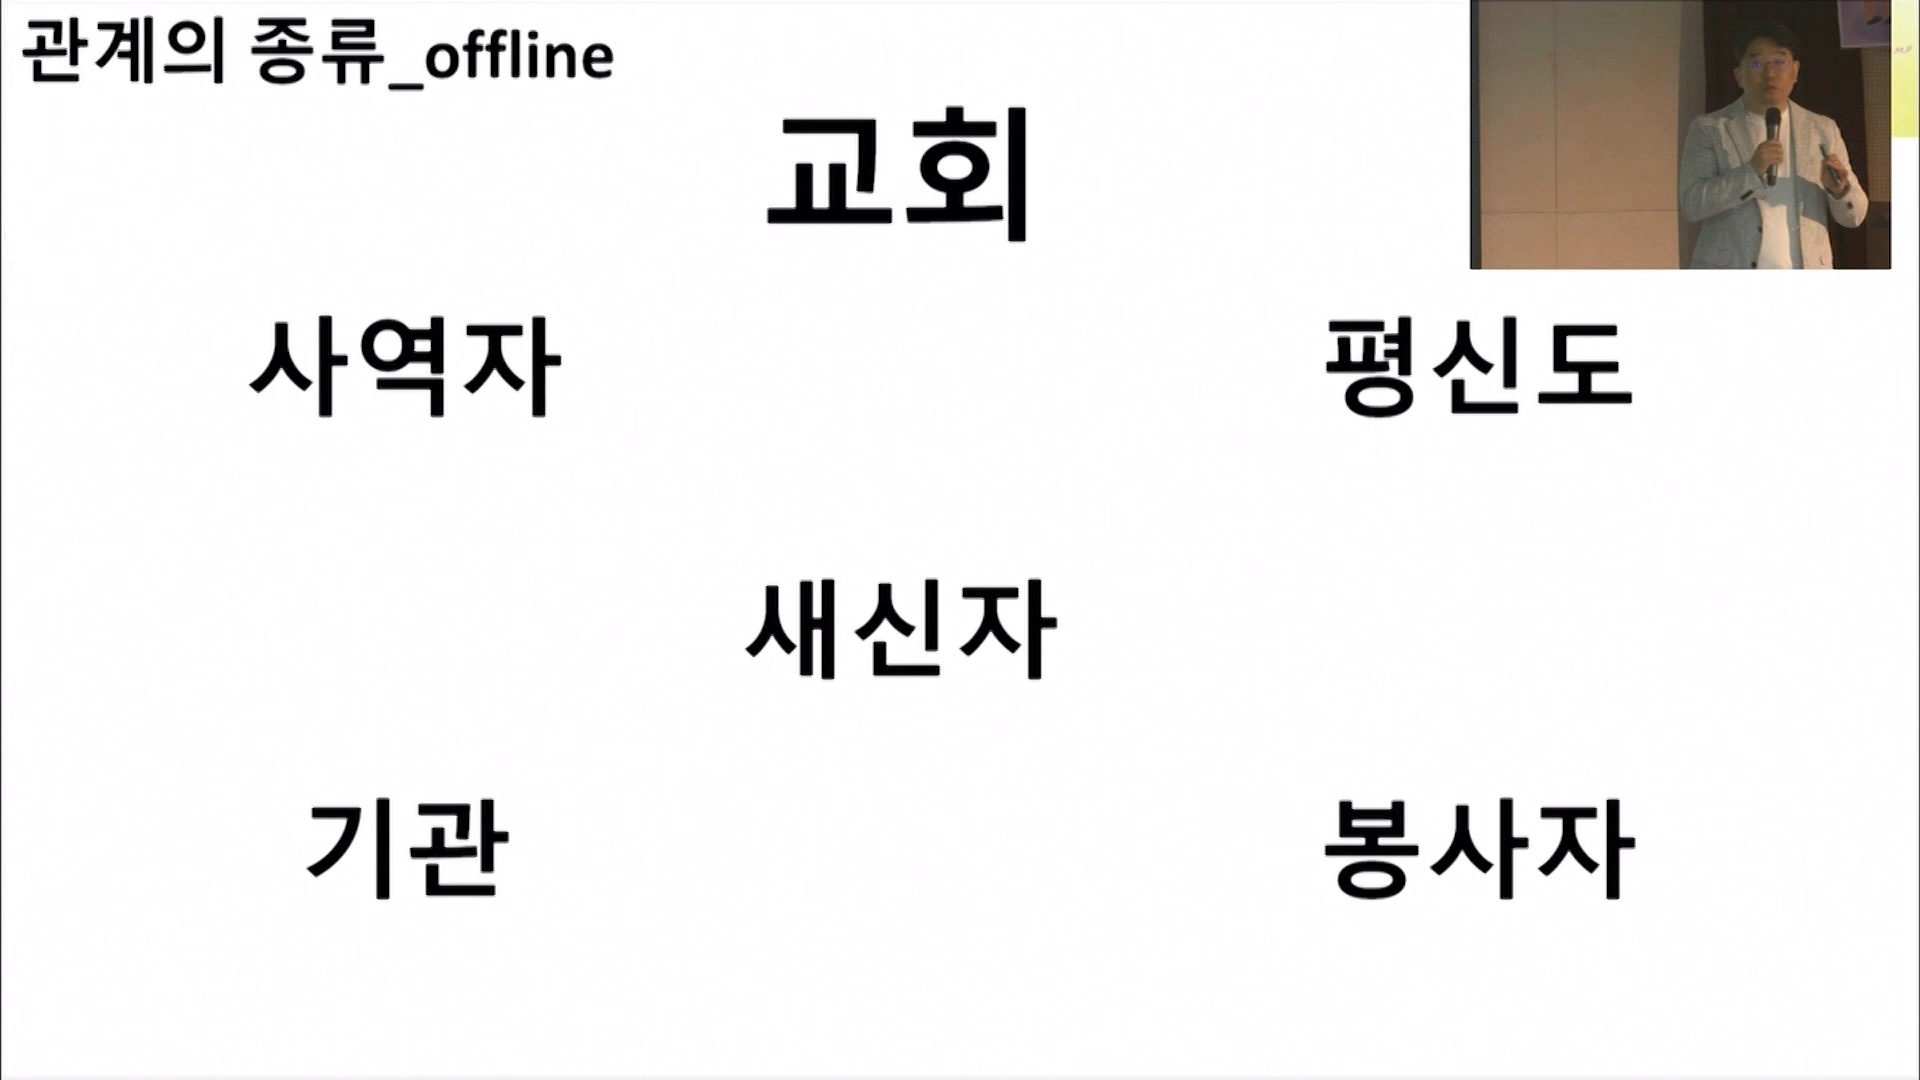 관계의 종류_offline
교회
사역자
평신도
새신자
기관
봉사자